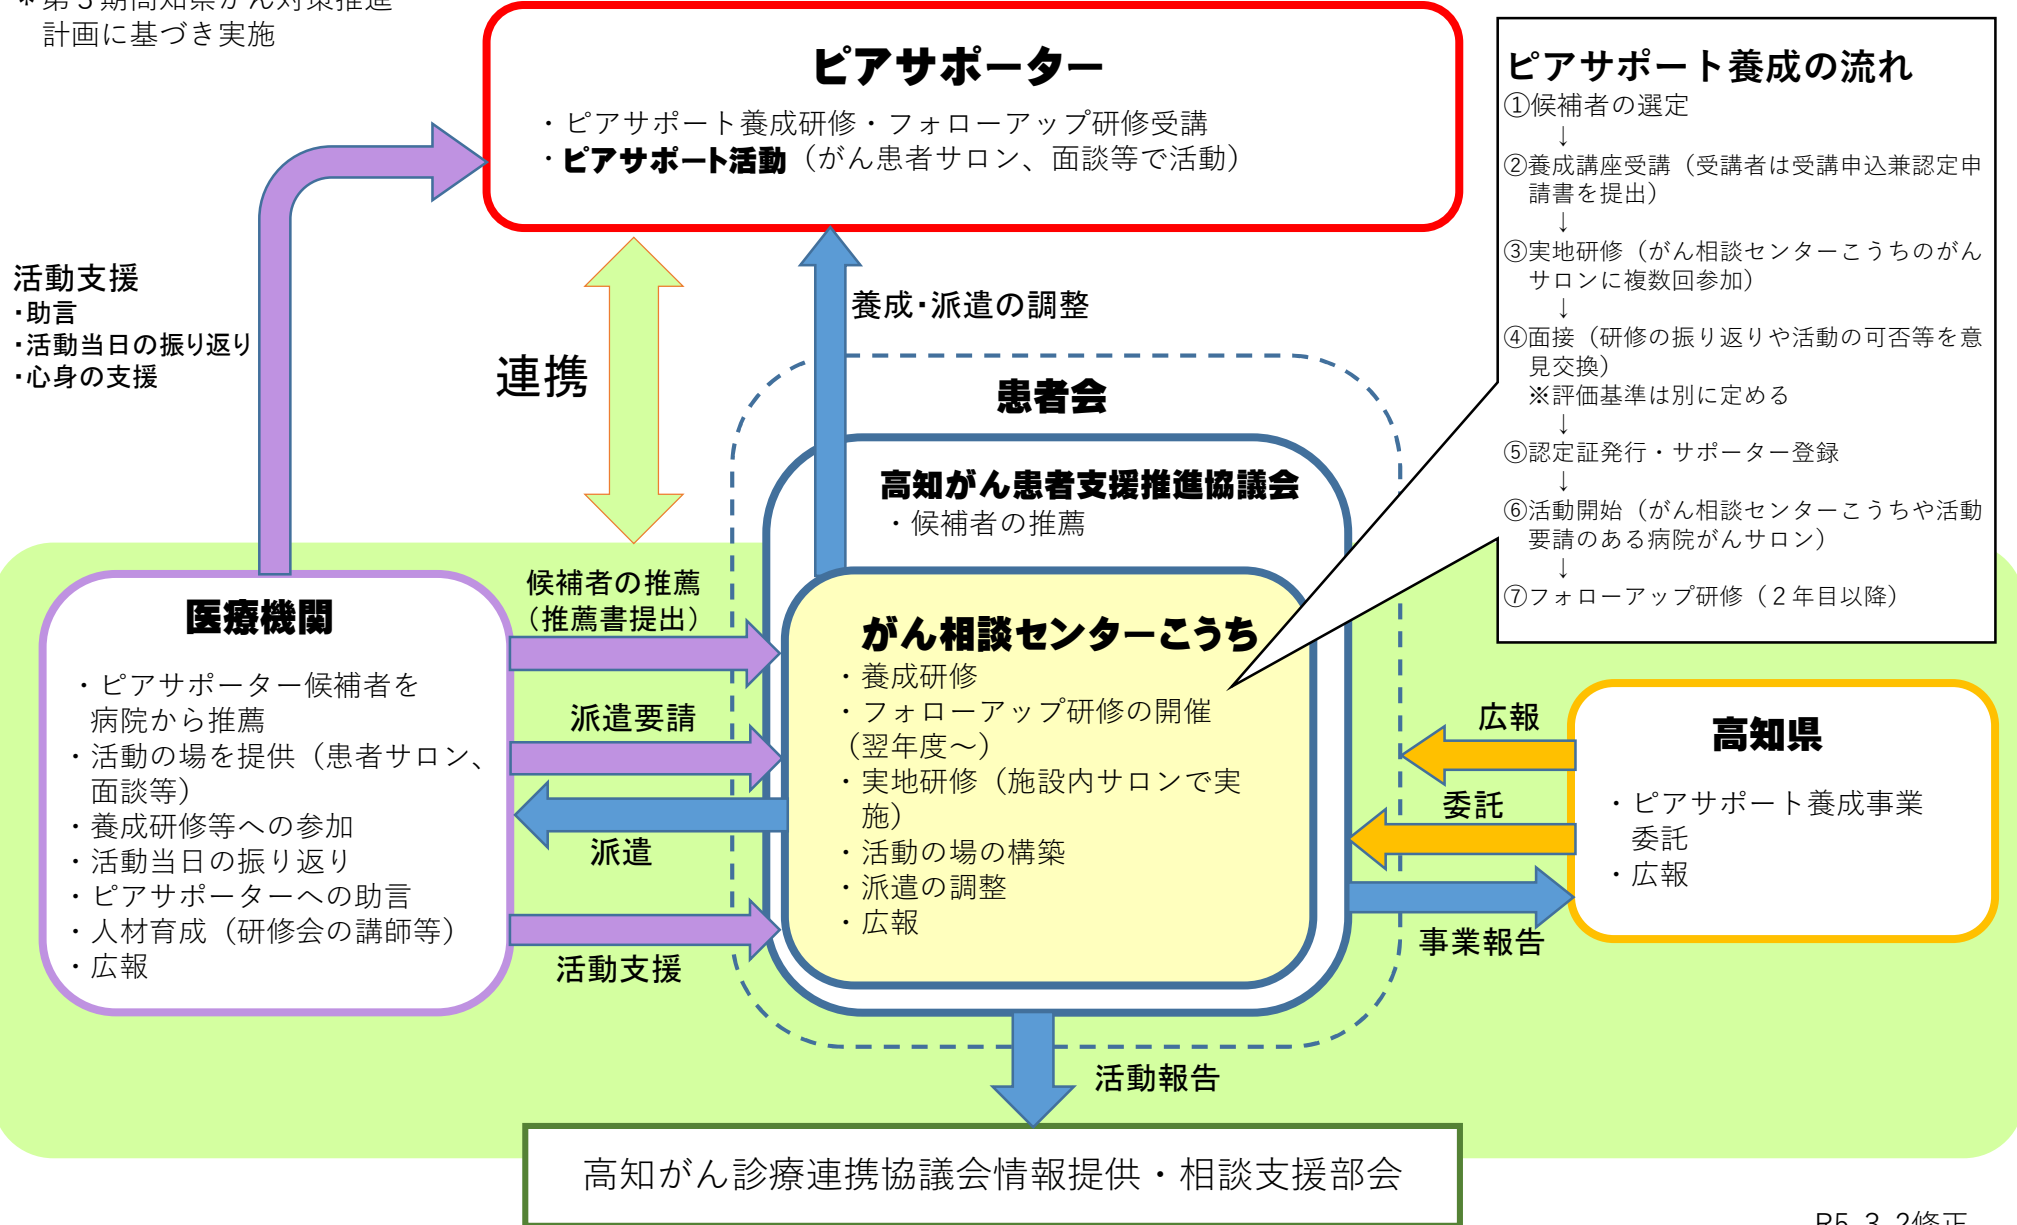 ＊第３期高知県がん対策推進
計画に基づき実施
ピアサポーター
・ピアサポート養成研修・フォローアップ研修受講
・ピアサポート活動（がん患者サロン、面談等で活動）
ピアサポート養成の流れ
①候補者の選定
↓
②養成講座受講（受講者は受講申込兼認定申
請書を提出）
↓
③実地研修（がん相談センターこうちのがん
サロンに複数回参加）
↓
④面接（研修の振り返りや活動の可否等を意
見交換）
※評価基準は別に定める
↓
⑤認定証発行・サポーター登録
↓
⑥活動開始（がん相談センターこうちや活動
要請のある病院がんサロン）
↓
⑦フォローアップ研修（２年目以降）
活動支援
・助言
・活動当日の振り返り
・心身の支援
連携
養成・派遣の調整
患者会
高知がん患者支援推進協議会
・候補者の推薦
医療機関
・ピアサポーター候補者を
病院から推薦
・活動の場を提供（患者サロン、
面談等）
・養成研修等への参加
・活動当日の振り返り
・ピアサポーターへの助言
・人材育成（研修会の講師等）
・広報
候補者の推薦
（推薦書提出）
派遣要請
派遣
活動支援
がん相談センターこうち
・養成研修
・フォローアップ研修の開催
（翌年度～）
・実地研修（施設内サロンで実
施）
・活動の場の構築
・派遣の調整
・広報
広報
委託
事業報告
高知県
・ピアサポート養成事業
委託
・広報
活動報告
高知がん診療連携協議会情報提供・相談支援部会
R5.3.2修正